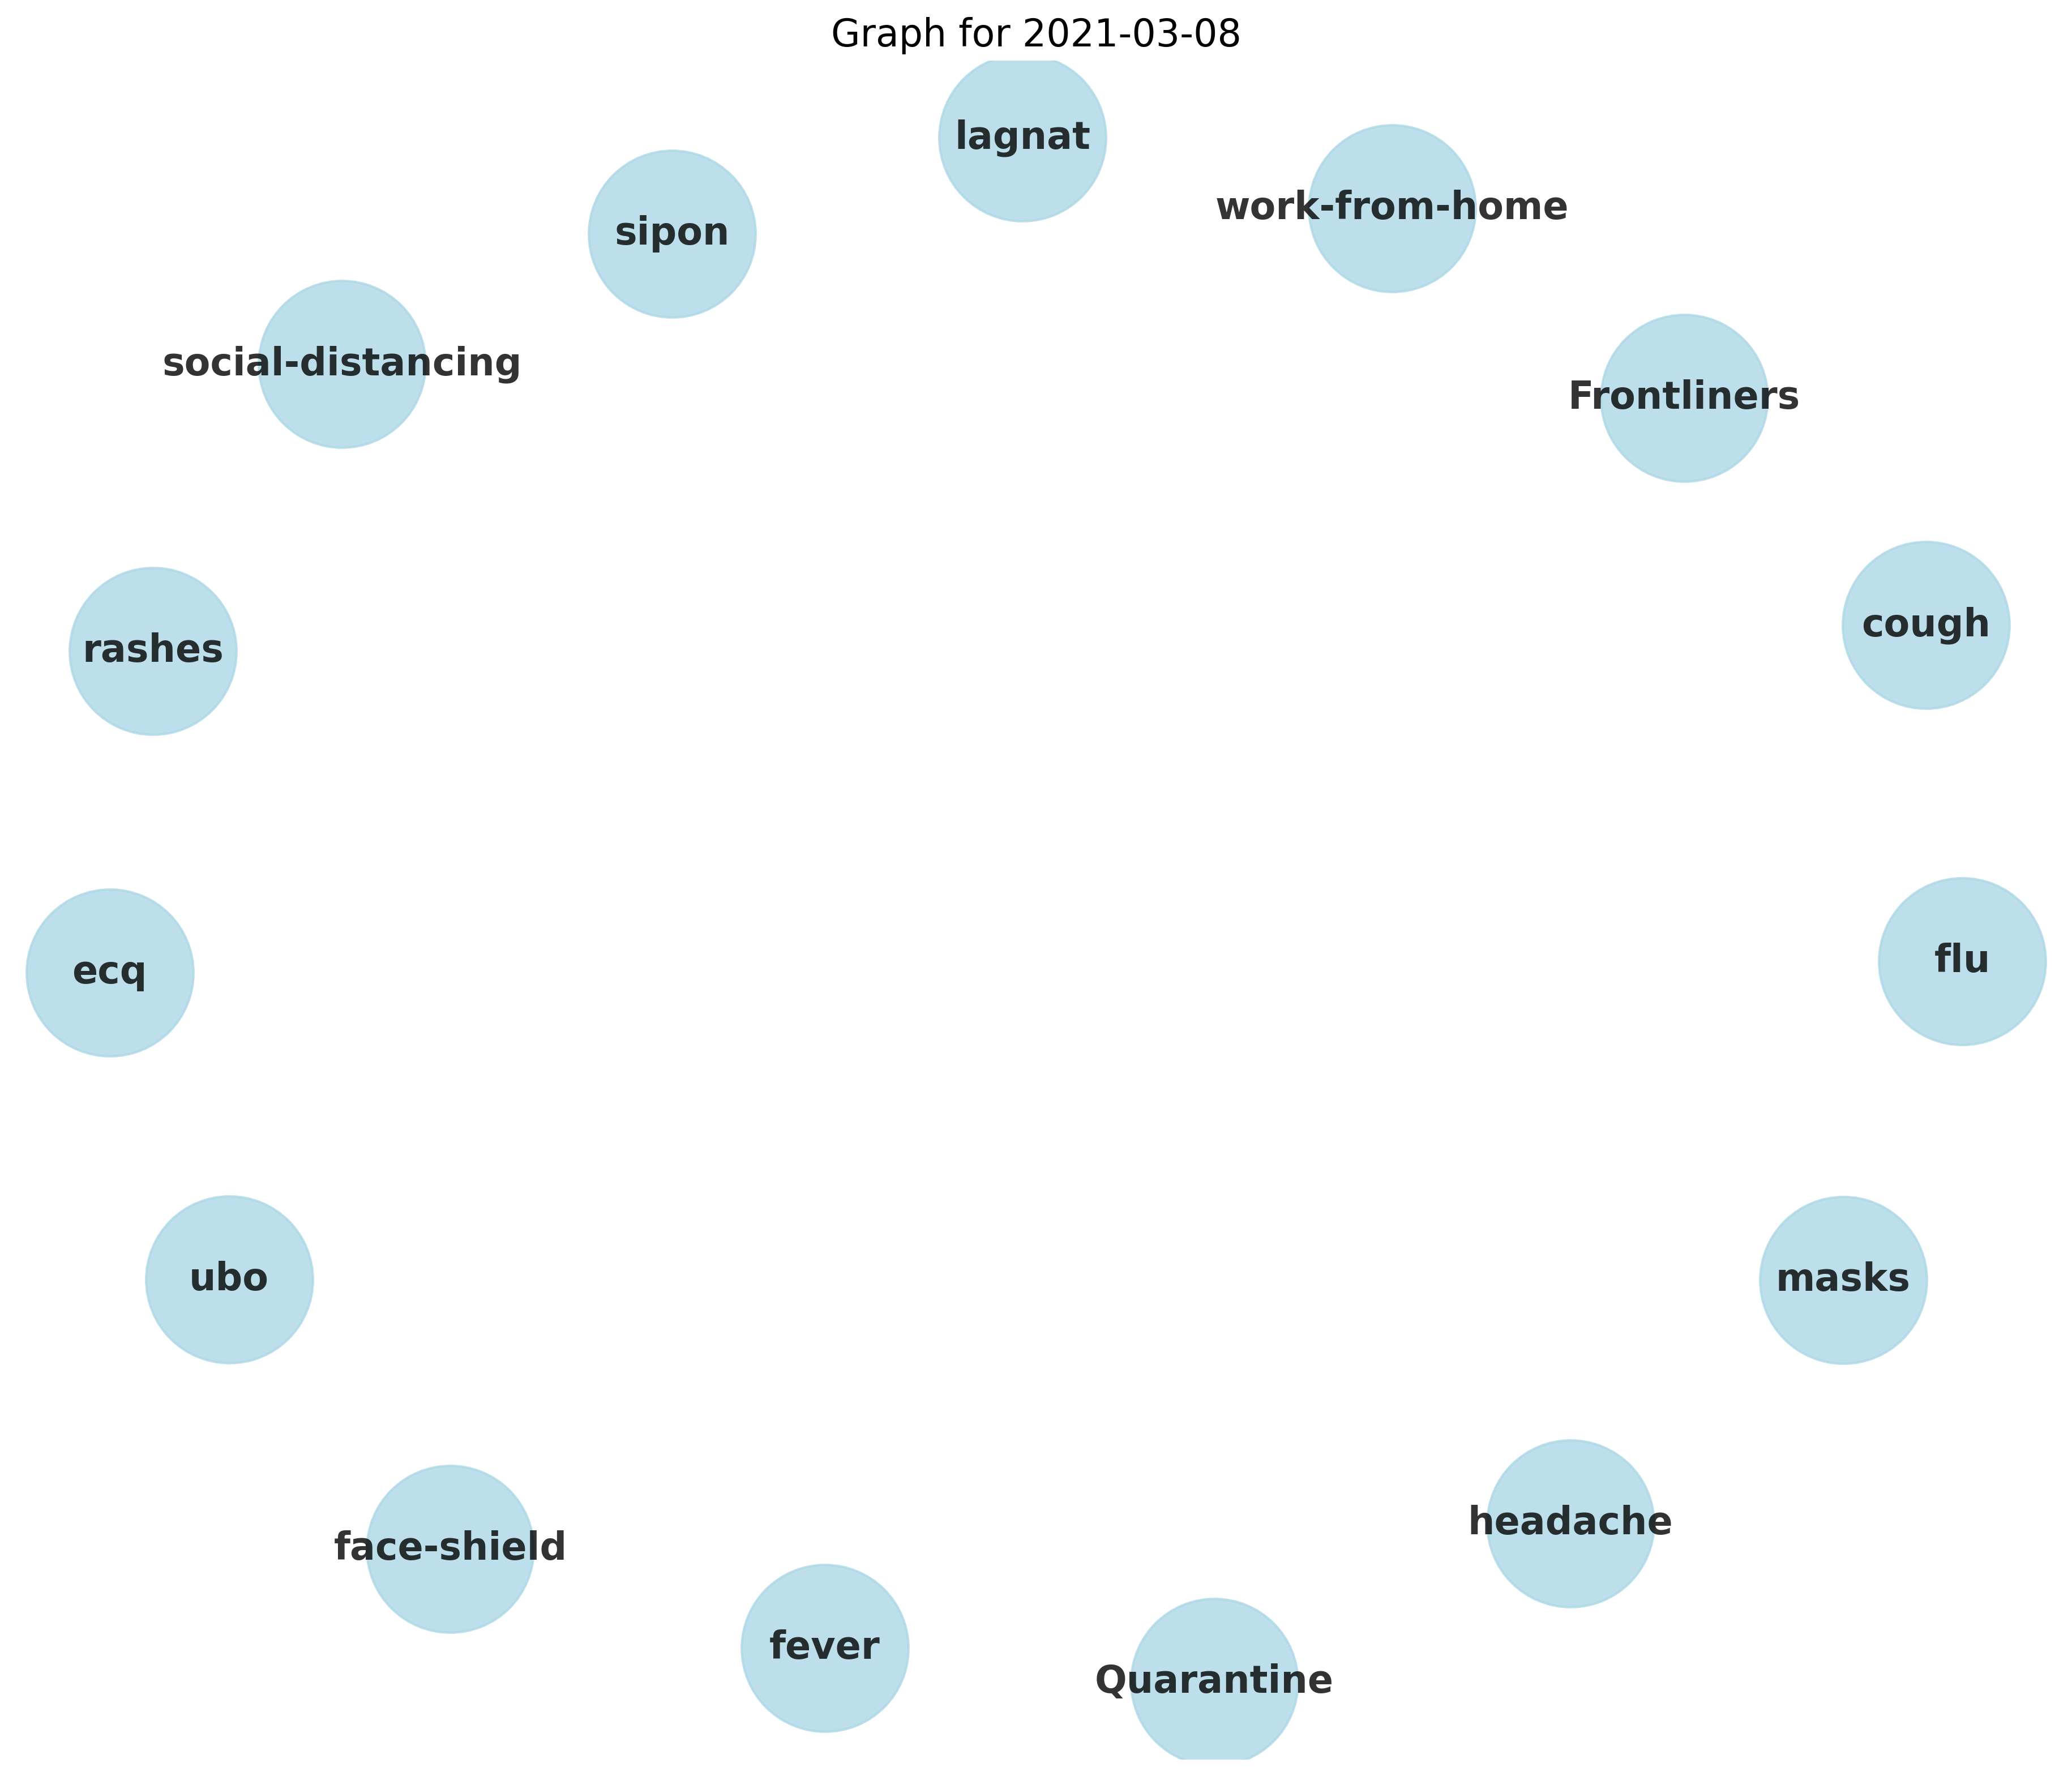 Graph for 2021-03-08
lagnat
work-from-home
sipon
social-distancing
Frontliners
cough
rashes
flu
ecq
ubo
masks
headache
face-shield
fever
Quarantine